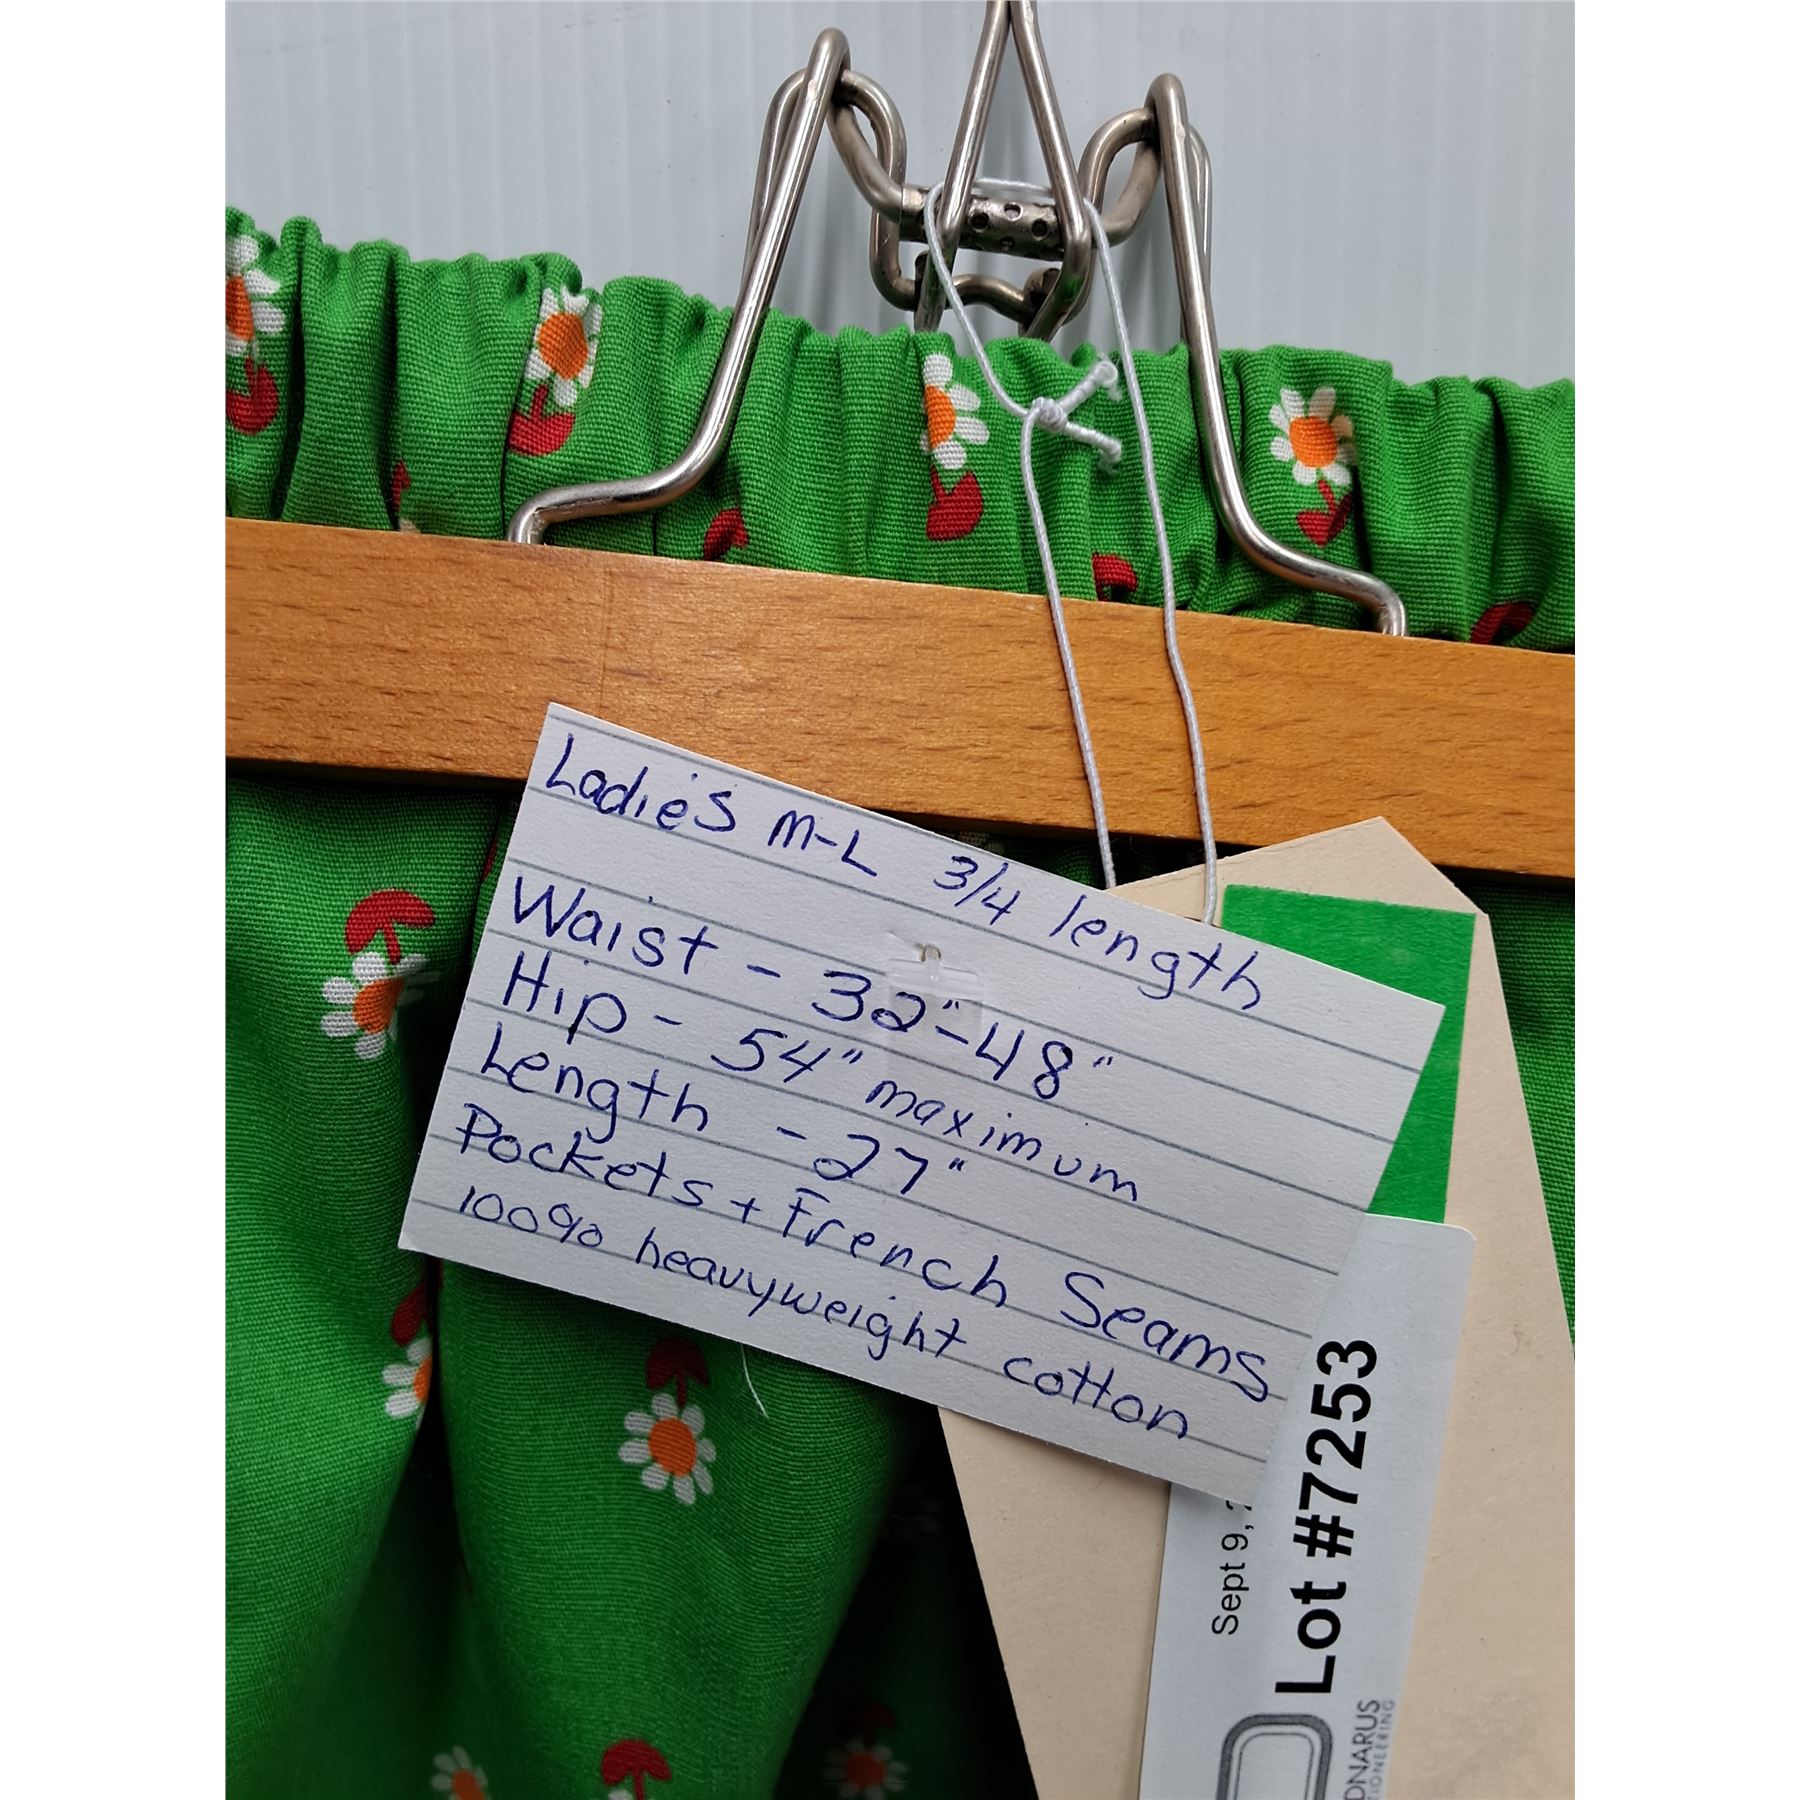 Ladie's M-L 3/4 length
Waist - 32"-48"
Hip - 54" maximum
Length - 27"
Pockets + French Seams
100% heavyweight cotton
Sept 9,
Lot #7253